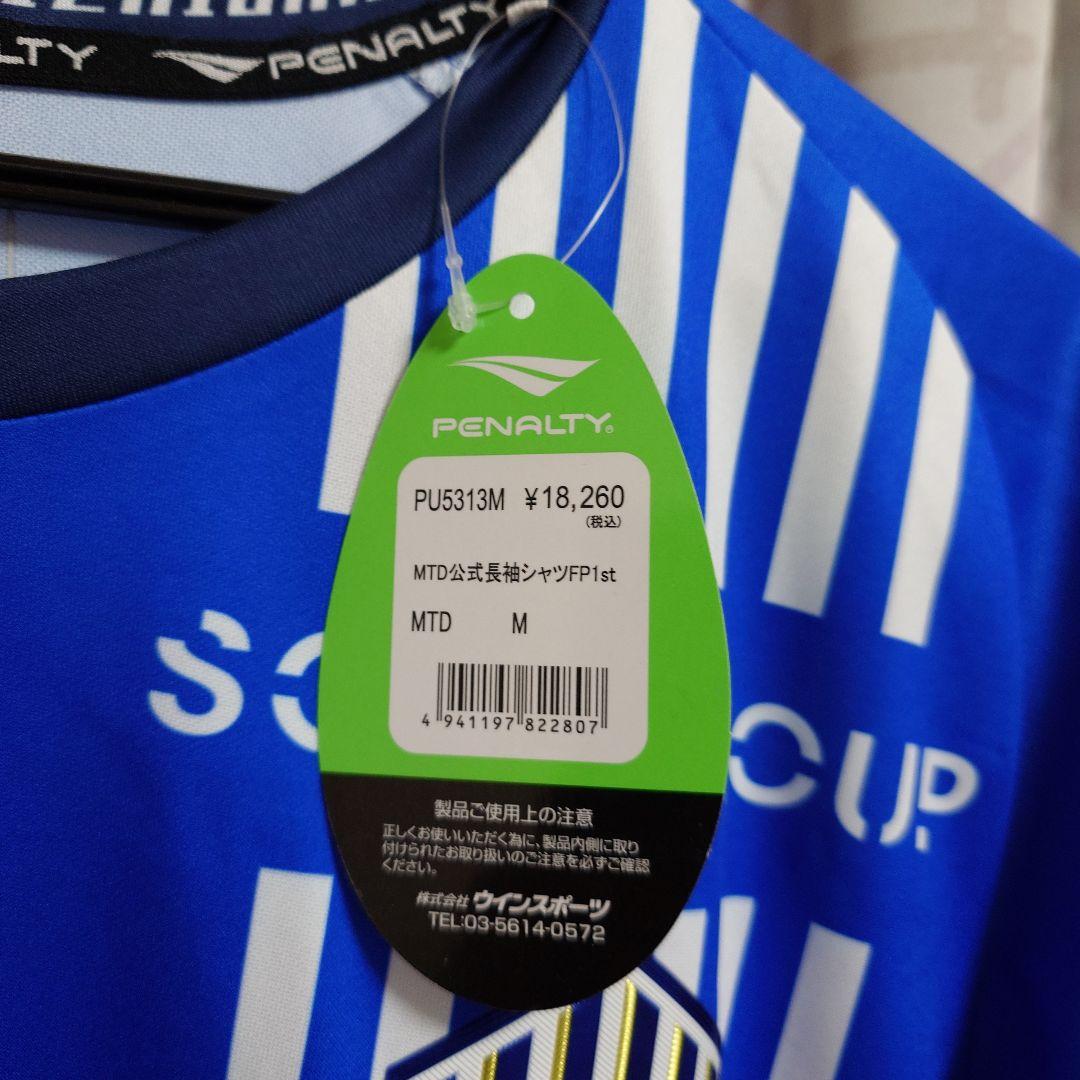 LTY PENALTY
PENALTY®
PU5313M ¥18,260
(税込)
MTD公式長袖シャツFP1st
MTD M
4 941197 822807
SO OUP.
製品ご使用上の注意
正しくお使いいただく為に、製品内側に取り
付けられたお取り扱いのご注意を必ずご確認
ください。
株式会社 ウインスポーツ
TEL:03-5614-0572